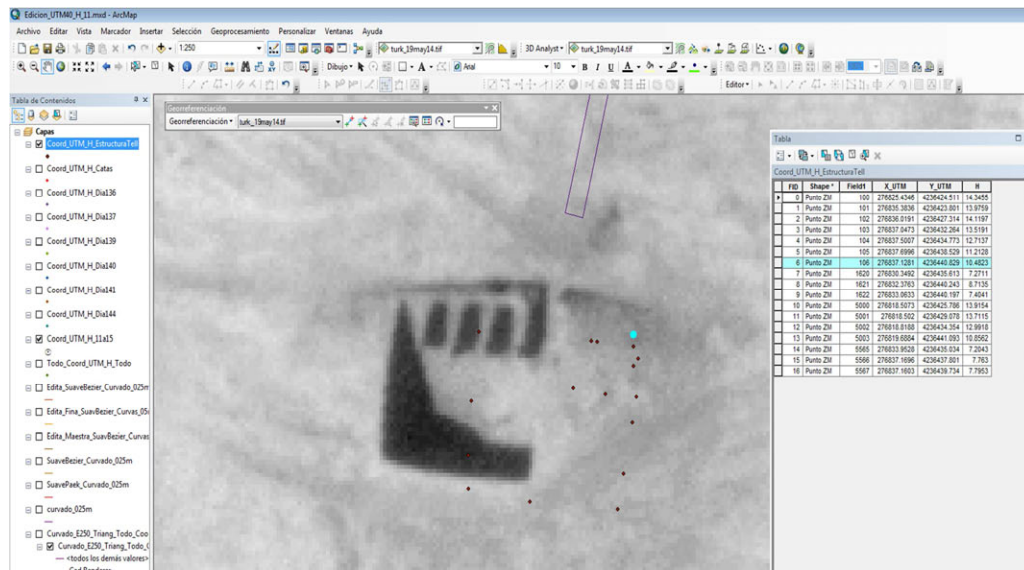 Edicion_UTM40_H_11.mxd - ArcMap
Archivo Editar Vista Marcador Insertar Selección Geoprocesamiento Personalizar Ventanas Ayuda
1:250 turk_19may14.tif 3D Analyst turk_19may14.tif
Dibujo Arial 10 B I U A
Editor
Tabla de Contenidos
Capas
Coord_UTM_H_EstructuraTell
Coord_UTM_H_Catas
Coord_UTM_H_Dia136
Coord_UTM_H_Dia137
Coord_UTM_H_Dia139
Coord_UTM_H_Dia140
Coord_UTM_H_Dia141
Coord_UTM_H_Dia144
Coord_UTM_H_11a15
Todo_Coord_UTM_H_Todo
Edita_SuaveBezier_Curvado_025m
Edita_Fina_SuavBezier_Curvas_05
Edita_Maestra_SuavBezier_Curvas
SuaveBezier_Curvado_025m
SuavePaek_Curvado_025m
curvado_025m
Curvado_E250_Triang_Todo_Coo
Curvado_E250_Triang_Todo_C
<todos los demás valores>
Georreferenciación
Georreferenciación turk_19may14.tif
Tabla
Coord_UTM_H_EstructuraTell
FID Shape * Field1 X_UTM Y_UTM H
0 Punto ZM 100 276825.4346 4236424.511 14.3455
1 Punto ZM 101 276835.3836 4236423.801 13.9759
2 Punto ZM 102 276836.0191 4236427.314 14.1197
3 Punto ZM 103 276837.0473 4236432.264 13.5191
4 Punto ZM 104 276837.5007 4236434.773 12.7137
5 Punto ZM 105 276837.6996 4236438.529 11.2128
6 Punto ZM 106 276837.1281 4236440.829 10.4823
7 Punto ZM 1620 276830.3492 4236435.613 7.2711
8 Punto ZM 1621 276832.3763 4236440.243 8.7135
9 Punto ZM 1622 276833.0633 4236440.197 7.4041
10 Punto ZM 5000 276818.5073 4236425.786 13.9154
11 Punto ZM 5001 276818.502 4236429.078 13.7115
12 Punto ZM 5002 276818.8188 4236434.354 12.9918
13 Punto ZM 5003 276819.6884 4236441.093 10.8562
14 Punto ZM 5565 276833.9528 4236435.034 7.2043
15 Punto ZM 5566 276837.1696 4236437.801 7.763
16 Punto ZM 5567 276837.1603 4236439.734 7.7953